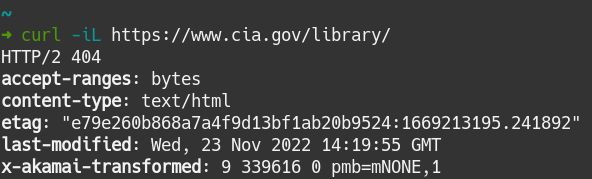 ~
➜ curl -iL https://www.cia.gov/library/
HTTP/2 404
accept-ranges: bytes
content-type: text/html
etag: "e79e260b868a7a4f9d13bf1ab20b9524:1669213195.241892"
last-modified: Wed, 23 Nov 2022 14:19:55 GMT
x-akamai-transformed: 9 339616 0 pmb=mNONE,1